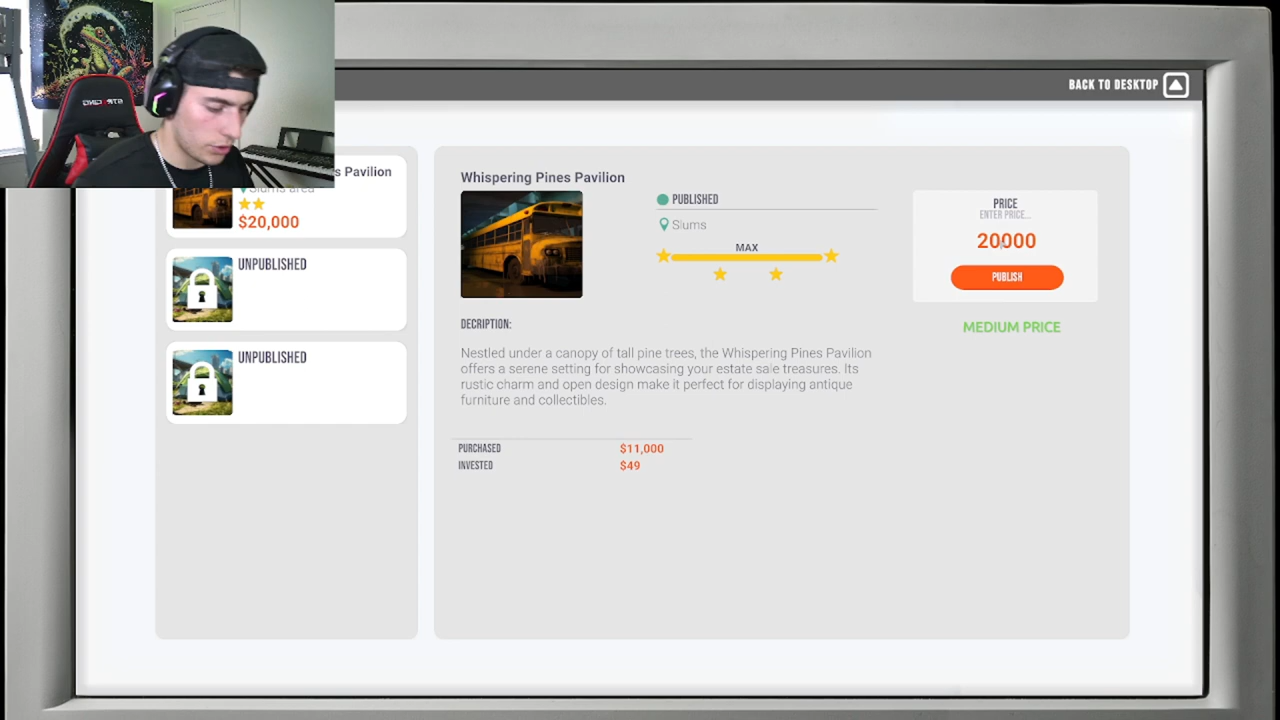 BACK TO DESKTOP
s Pavilion
Slums area
$20,000
UNPUBLISHED
UNPUBLISHED
Whispering Pines Pavilion
PUBLISHED
Slums
MAX
DECRIPTION:
Nestled under a canopy of tall pine trees, the Whispering Pines Pavilion
offers a serene setting for showcasing your estate sale treasures. Its
rustic charm and open design make it perfect for displaying antique
furniture and collectibles.
PURCHASED $11,000
INVESTED $49
PRICE
ENTER PRICE...
20000
PUBLISH
MEDIUM PRICE